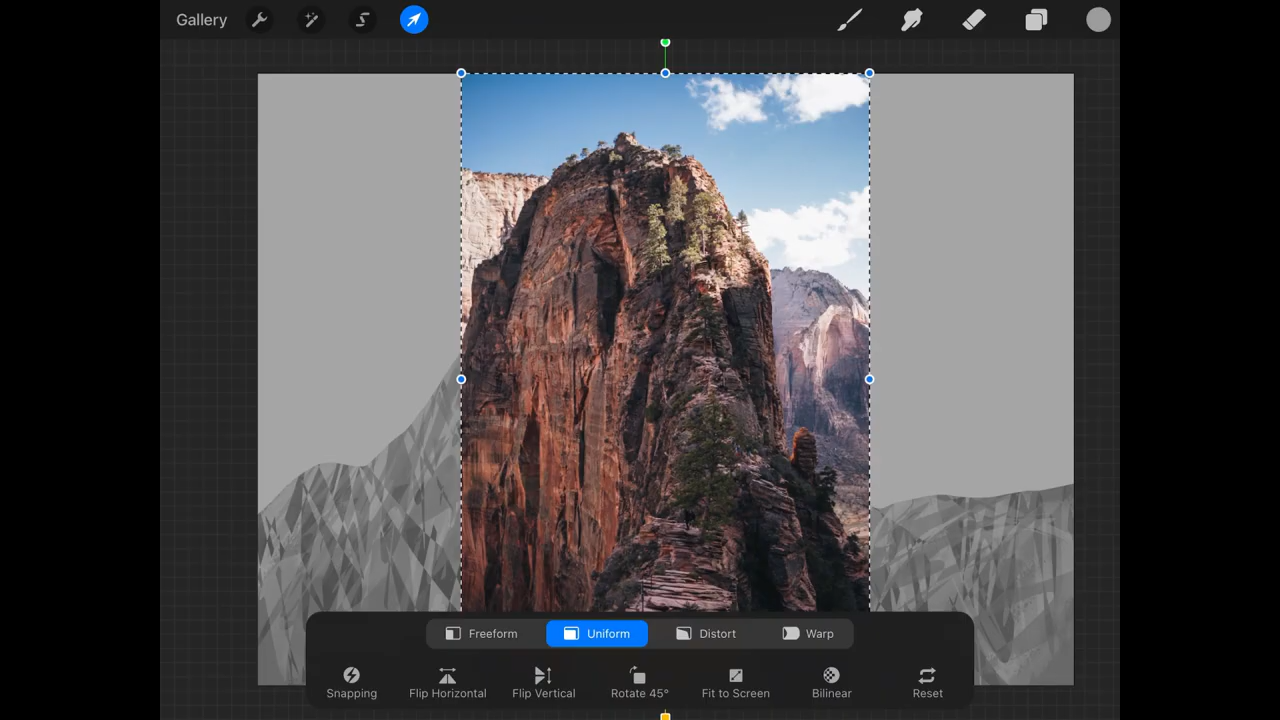 Gallery
Freeform Uniform Distort Warp
Snapping Flip Horizontal Flip Vertical Rotate 45° Fit to Screen Bilinear Reset